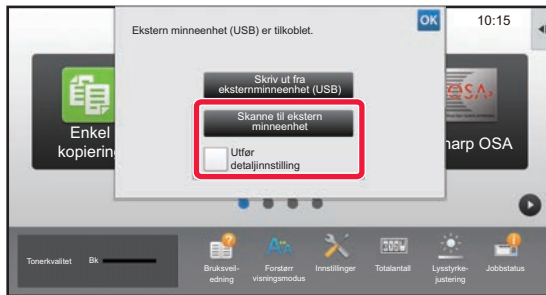 Ekstern minneenhet (USB) er tilkoblet.
OK
10:15
Skriv ut fra
eksternminneenhet (USB)
Skanne til ekstern
minneenhet
Utfør
detaljinnstilling
Enkel
kopiering
OSA
harp OSA
Tonerkvalitet
Bk
Bruksveil-
edning
Forstørr
visningsmodus
Innstillinger
Totalantall
Lysstyrke-
justering
Jobbstatus